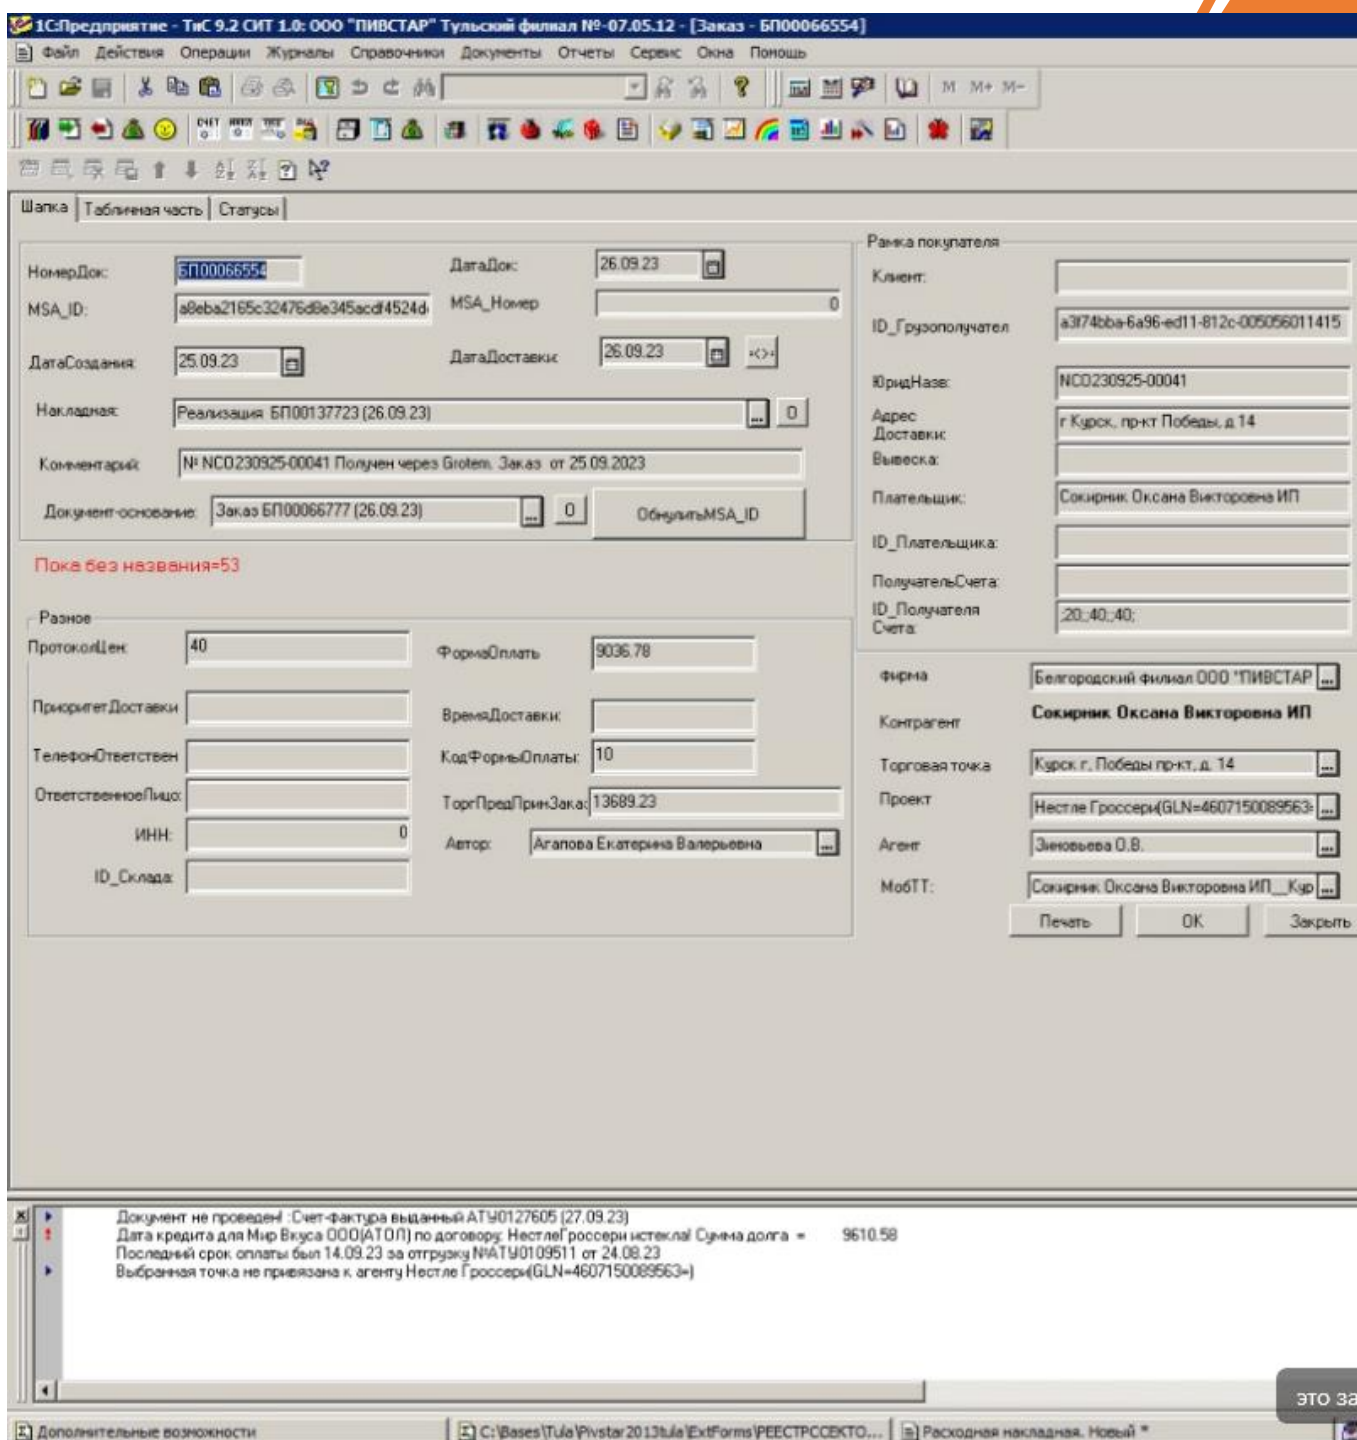 1С:Предприятие - ТиС 9.2 СИТ 1.0: ООО "ПИВСТАР" Тульский филиал №-07.05.12 - [Заказ - БП00066554]
Файл Действия Операции Журналы Справочники Документы Отчеты Сервис Окна Помощь
M M+ M-
Шапка Табличная часть Статусы
НомерДок: БП00066554 ДатаДок: 26.09.23
MSA_ID: a8eba2165c32476d8e345acdf4524d MSA_Номер 0
ДатаСоздания: 25.09.23 ДатаДоставки: 26.09.23 <>
Накладная: Реализация БП00137723 (26.09.23) ... 0
Комментарий: № NCO230925-00041 Получен через Grotem. Заказ от 25.09.2023
Документ-основание: Заказ БП00066777 (26.09.23) ... 0 ОбнулитьMSA_ID
Пока без названия=53
Разное
ПротоколЦен: 40 ФормаОплаты 9036.78
ПриоритетДоставки ВремяДоставки:
ТелефонОтветствен КодФормыОплаты: 10
ОтветственноеЛицо: ТоргПредПринЗака: 13689.23
ИНН: 0 Автор: Агапова Екатерина Валерьевна ...
ID_Склада:
Рамка покупателя
Клиент:
ID_Грузополучател a3f74bba-6a96-ed11-812c-005056011415
ЮридНазв: NCO230925-00041
Адрес Доставки: г Курск, пр-кт Победы, д 14
Вывеска:
Плательщик: Сокирник Оксана Викторовна ИП
ID_Плательщика:
ПолучательСчета:
ID_Получателя Счета: ;20;;40;;40;
фирма Белгородский филиал ООО "ПИВСТАР ...
Контрагент Сокирник Оксана Викторовна ИП
Торговая точка Курск г, Победы пр-кт, д. 14 ...
Проект Нестле Гроссери(GLN=4607150089563= ...
Агент Зиновьева О.В. ...
МобТТ: Сокирник Оксана Викторовна ИП__Кур ...
Печать OK Закрыть
Документ не проведен! :Счет-фактура выданный АТУ0127605 (27.09.23)
Дата кредита для Мир Вкуса ООО(АТОЛ) по договору: НестлеГроссери истекла! Сумма долга = 9610.58
Последний срок оплаты был 14.09.23 за отгрузку №АТУ0109511 от 24.08.23
Выбранная точка не привязана к агенту Нестле Гроссери(GLN=4607150089563=)
это за
Дополнительные возможности C:\Bases\Tula\Pivstar2013tula\ExtForms\РЕЕСТРССЕКТО... Расходная накладная. Новый *